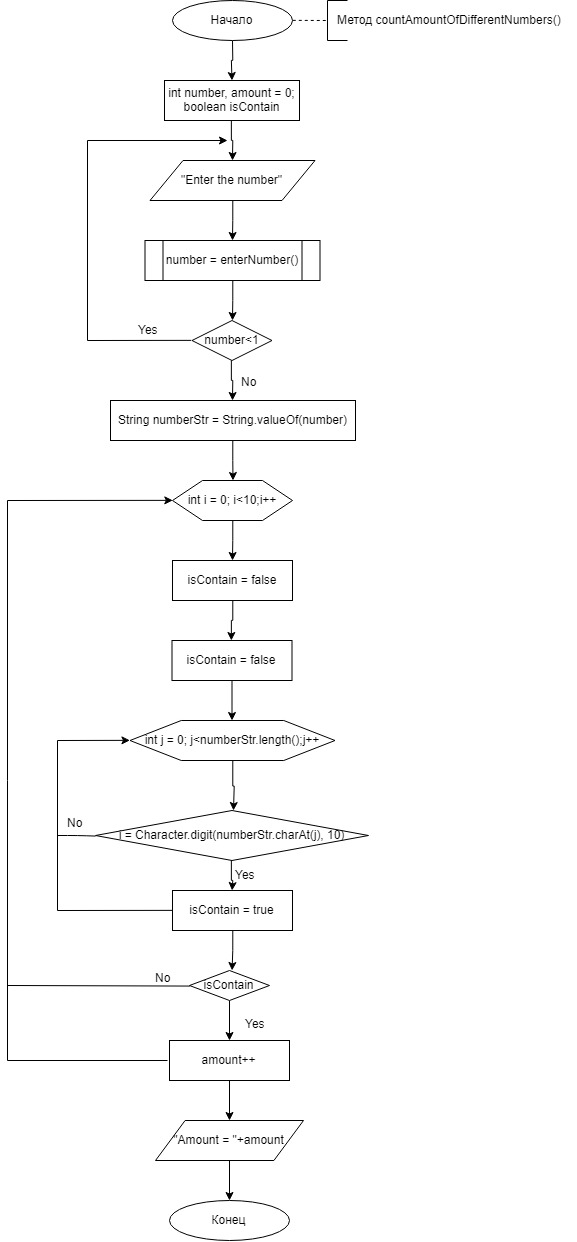 Начало
Метод countAmountOfDifferentNumbers()
int number, amount = 0;
boolean isContain
"Enter the number"
number = enterNumber()
number<1
Yes
No
String numberStr = String.valueOf(number)
int i = 0; i<10;i++
isContain = false
isContain = false
int j = 0; j<numberStr.length();j++
i = Character.digit(numberStr.charAt(j), 10)
No
Yes
isContain = true
isContain
No
Yes
amount++
"Amount = "+amount
Конец